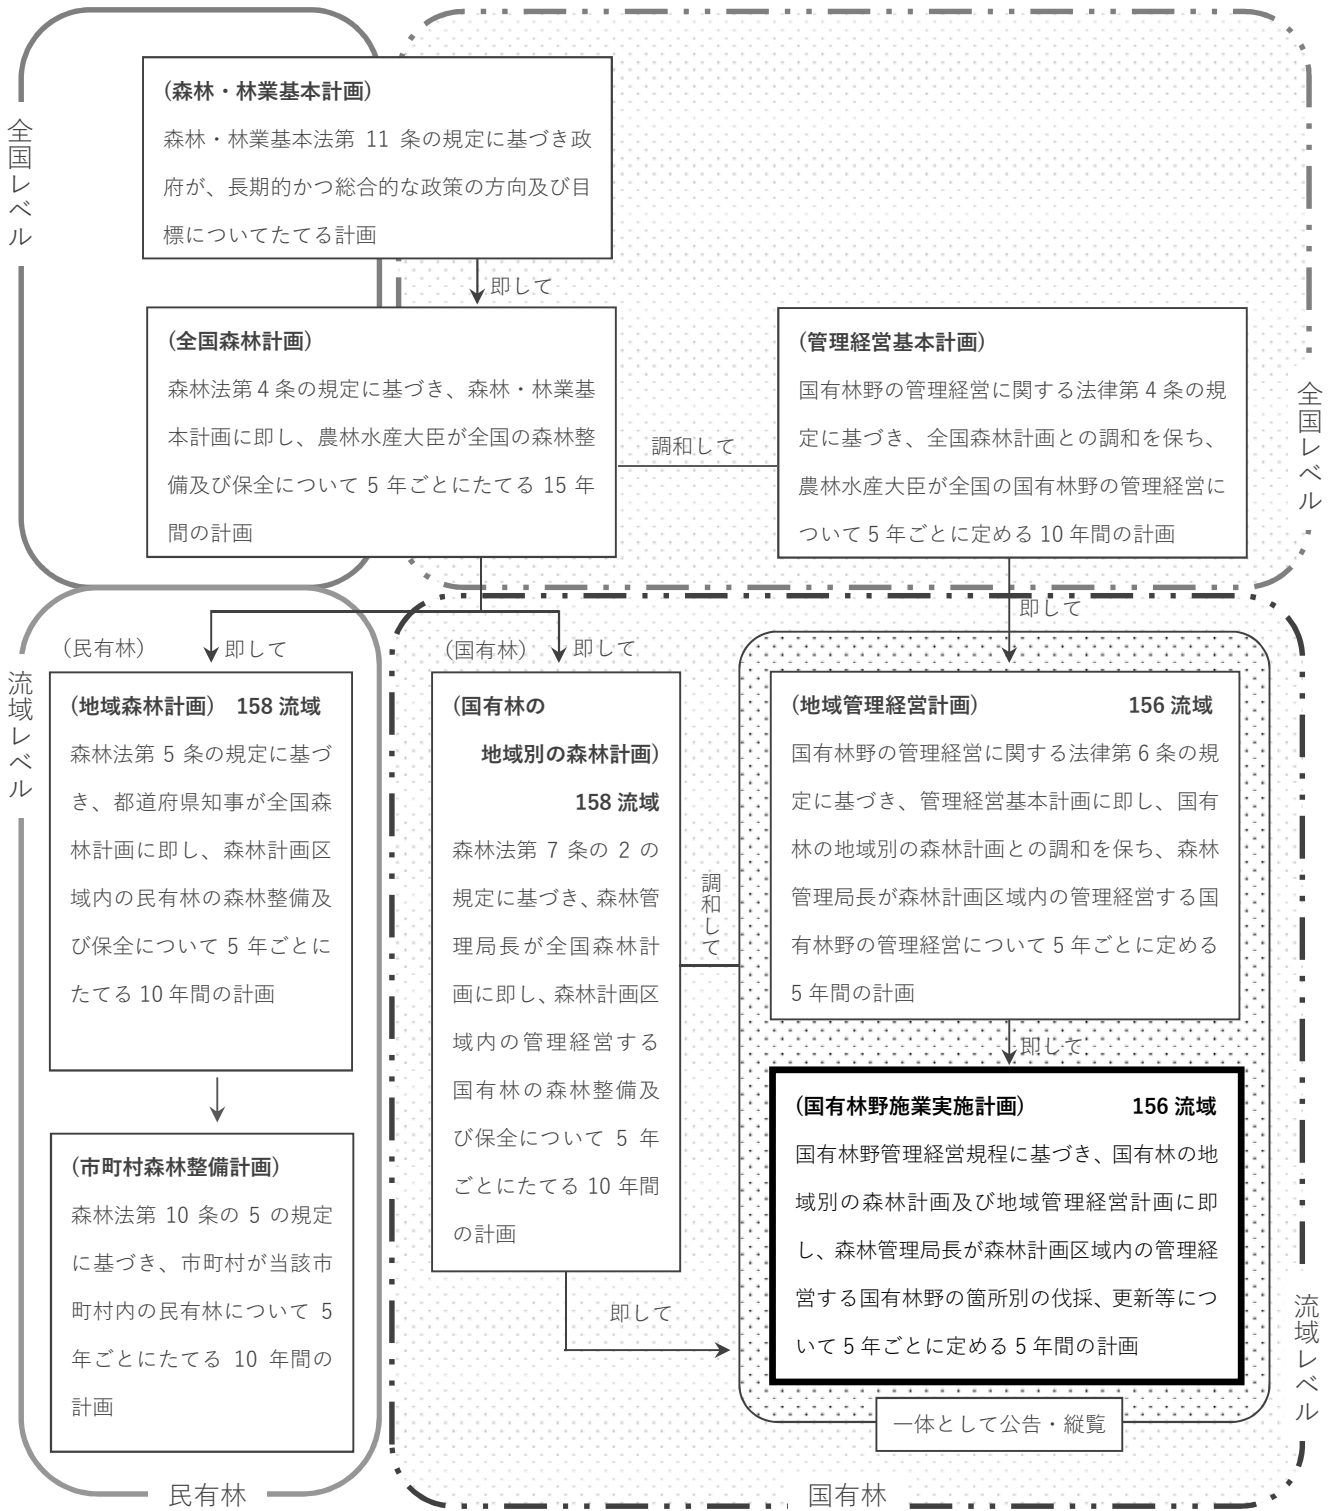 全国レベル
(森林・林業基本計画)
森林・林業基本法第 11 条の規定に基づき政
府が、長期的かつ総合的な政策の方向及び目
標についてたてる計画
即して
(全国森林計画)
森林法第 4 条の規定に基づき、森林・林業基
本計画に即し、農林水産大臣が全国の森林整
備及び保全について 5 年ごとにたてる 15 年
間の計画
調和して
(管理経営基本計画)
国有林野の管理経営に関する法律第 4 条の規
定に基づき、全国森林計画との調和を保ち、
農林水産大臣が全国の国有林野の管理経営に
ついて 5 年ごとに定める 10 年間の計画
全国レベル
即して
流域レベル
（民有林）
即して
(地域森林計画) 158 流域
森林法第 5 条の規定に基づ
き、都道府県知事が全国森
林計画に即し、森林計画区
域内の民有林の森林整備及
び保全について 5 年ごとに
たてる 10 年間の計画
(市町村森林整備計画)
森林法第 10 条の 5 の規定
に基づき、市町村が当該市
町村内の民有林について 5
年ごとにたてる 10 年間の
計画
民有林
（国有林）
即して
(国有林の
地域別の森林計画)
158 流域
森林法第 7 条の 2 の
規定に基づき、森林管
理局長が全国森林計
画に即し、森林計画区
域内の管理経営する
国有林の森林整備及
び保全について 5 年
ごとにたてる 10 年間
の計画
調和して
即して
(地域管理経営計画) 156 流域
国有林野の管理経営に関する法律第 6 条の規
定に基づき、管理経営基本計画に即し、国有
林の地域別の森林計画との調和を保ち、森林
管理局長が森林計画区域内の管理経営する国
有林野の管理経営について 5 年ごとに定める
5 年間の計画
即して
(国有林野施業実施計画) 156 流域
国有林野管理経営規程に基づき、国有林の地
域別の森林計画及び地域管理経営計画に即
し、森林管理局長が森林計画区域内の管理経
営する国有林野の箇所別の伐採、更新等につ
いて 5 年ごとに定める 5 年間の計画
一体として公告・縦覧
流域レベル
国有林